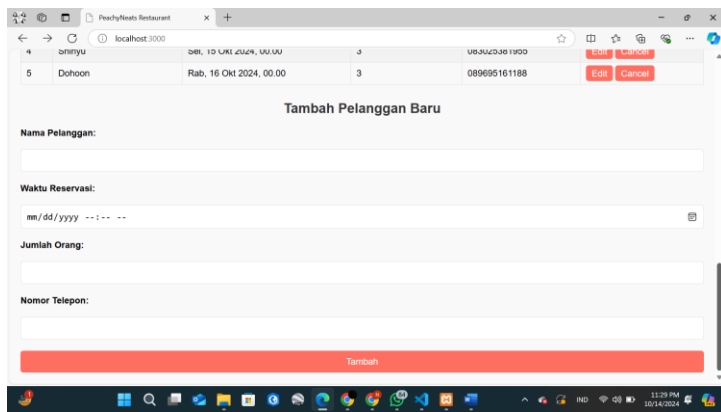 PeachyNeats Restaurant
localhost:3000
4 Shinyu Sel, 15 Okt 2024, 00.00 3 083025381955 Edit Cancel
5 Dohoon Rab, 16 Okt 2024, 00.00 3 089695161188 Edit Cancel
Tambah Pelanggan Baru
Nama Pelanggan:
Waktu Reservasi:
mm/dd/yyyy --:-- --
Jumlah Orang:
Nomor Telepon:
Tambah
IND 11:29 PM
10/14/2024